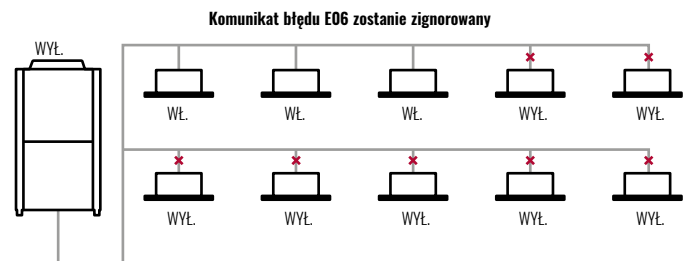 Komunikat błędu E06 zostanie zignorowany
WYŁ.
WŁ. WŁ. WŁ. WYŁ. WYŁ.
WYŁ. WYŁ. WYŁ. WYŁ. WYŁ.